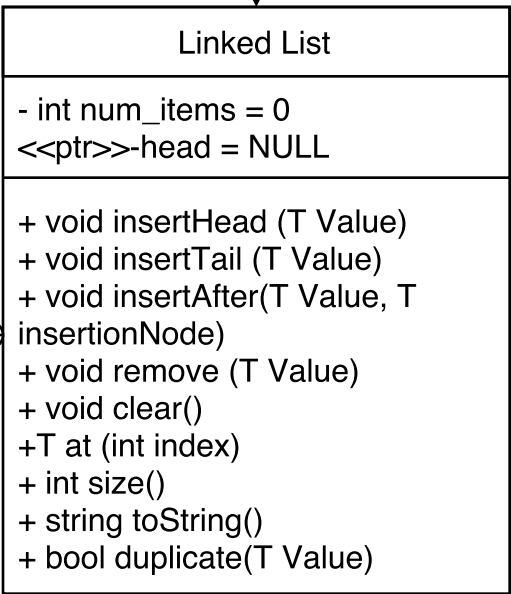 Linked List
- int num_items = 0
<<ptr>>-head = NULL
+ void insertHead (T Value)
+ void insertTail (T Value)
+ void insertAfter(T Value, T
insertionNode)
+ void remove (T Value)
+ void clear()
+T at (int index)
+ int size()
+ string toString()
+ bool duplicate(T Value)